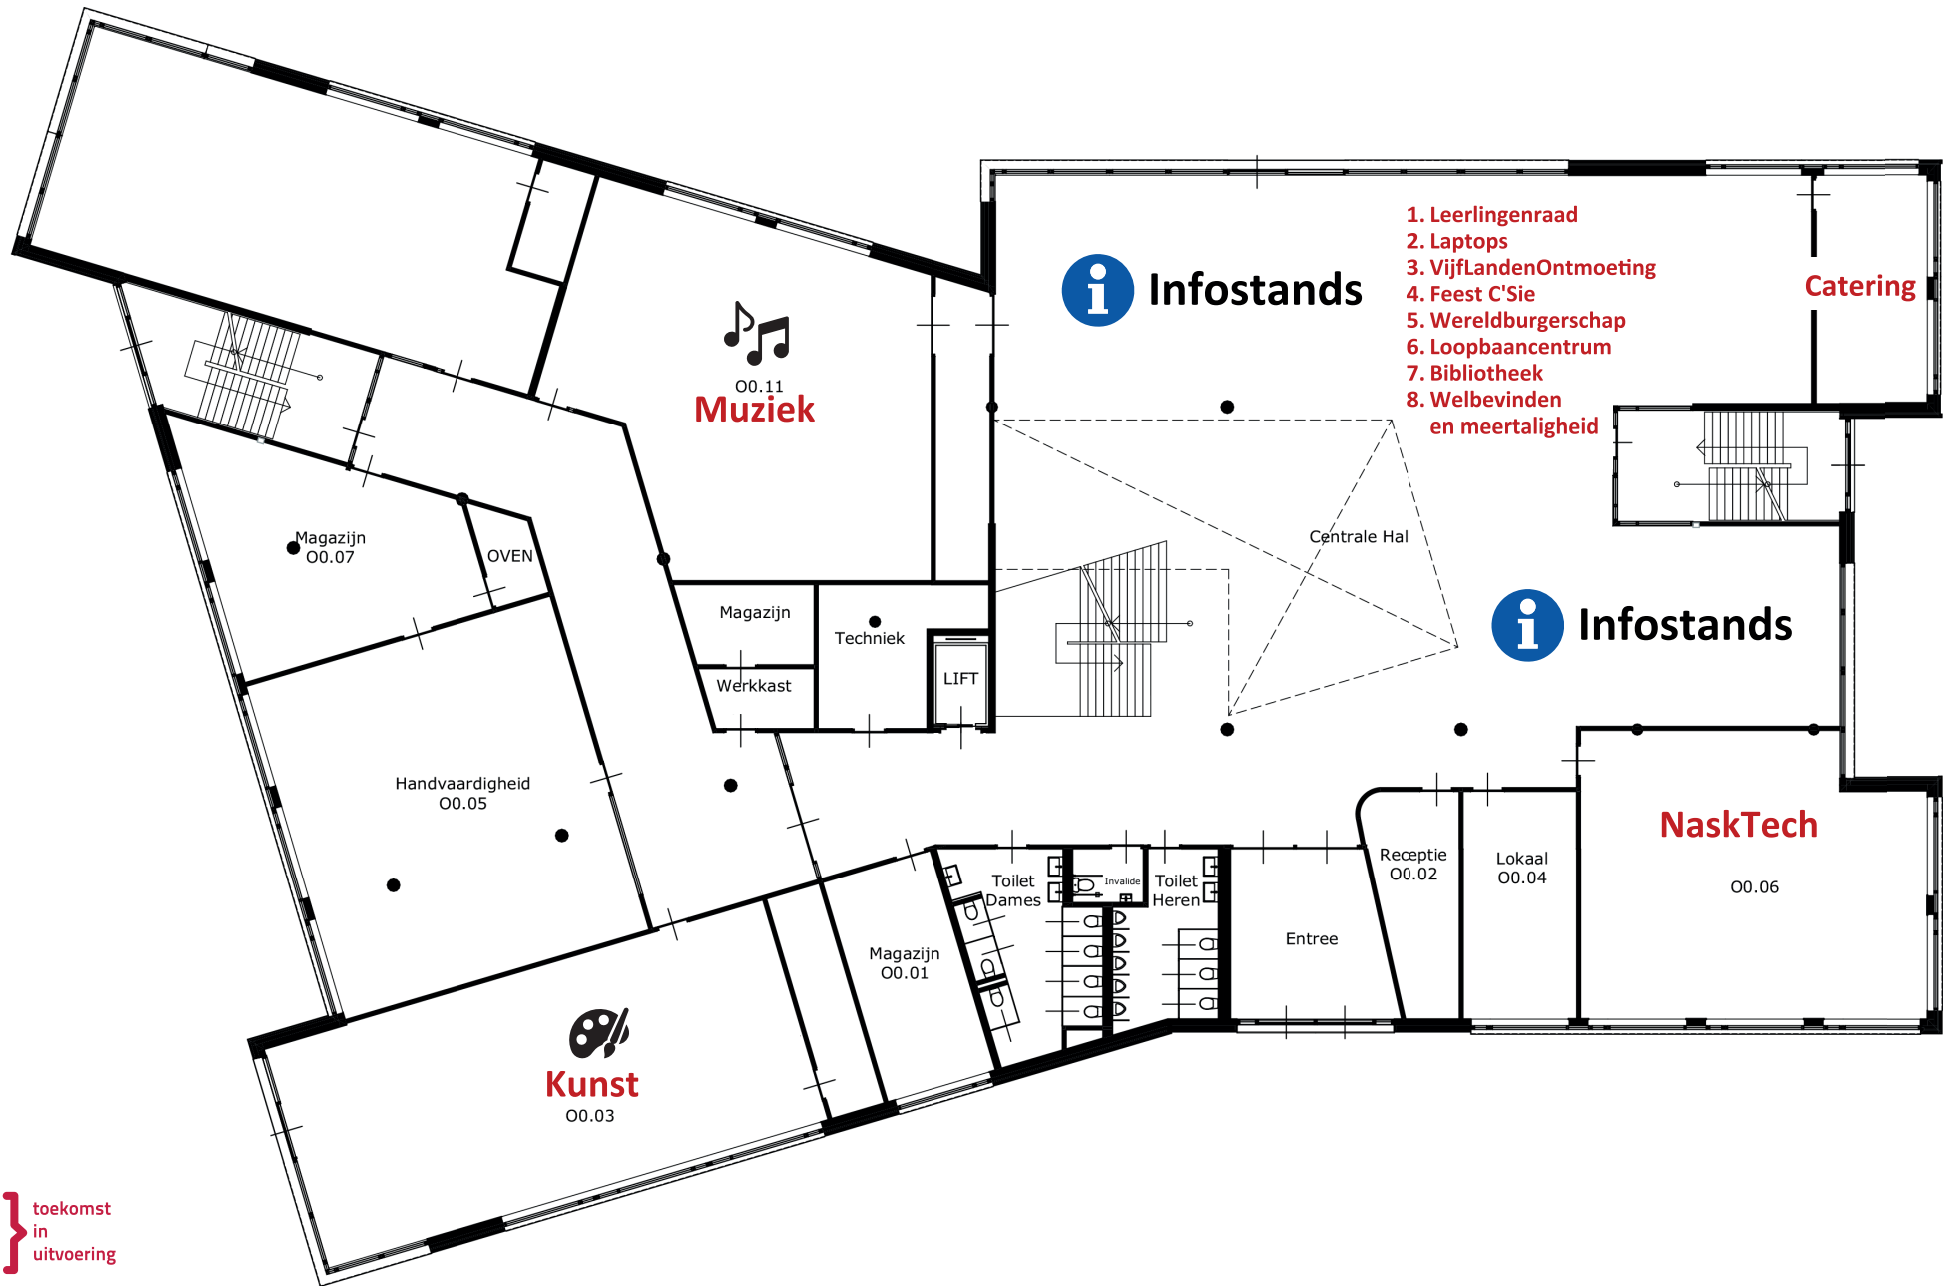 1. Leerlingenraad
2. Laptops
3. VijfLandenOntmoeting
4. Feest C'Sie
5. Wereldburgerschap
6. Loopbaancentrum
7. Bibliotheek
8. Welbevinden
en meertaligheid
Infostands
Catering
O0.11
Muziek
Magazijn
O0.07
OVEN
Centrale Hal
Infostands
Magazijn
Techniek
Werkkast
LIFT
Handvaardigheid
O0.05
NaskTech
O0.06
Receptie
O0.02
Lokaal
O0.04
Toilet
Dames
Invalide
Toilet
Heren
Entree
Magazijn
O0.01
Kunst
O0.03
toekomst
in
uitvoering